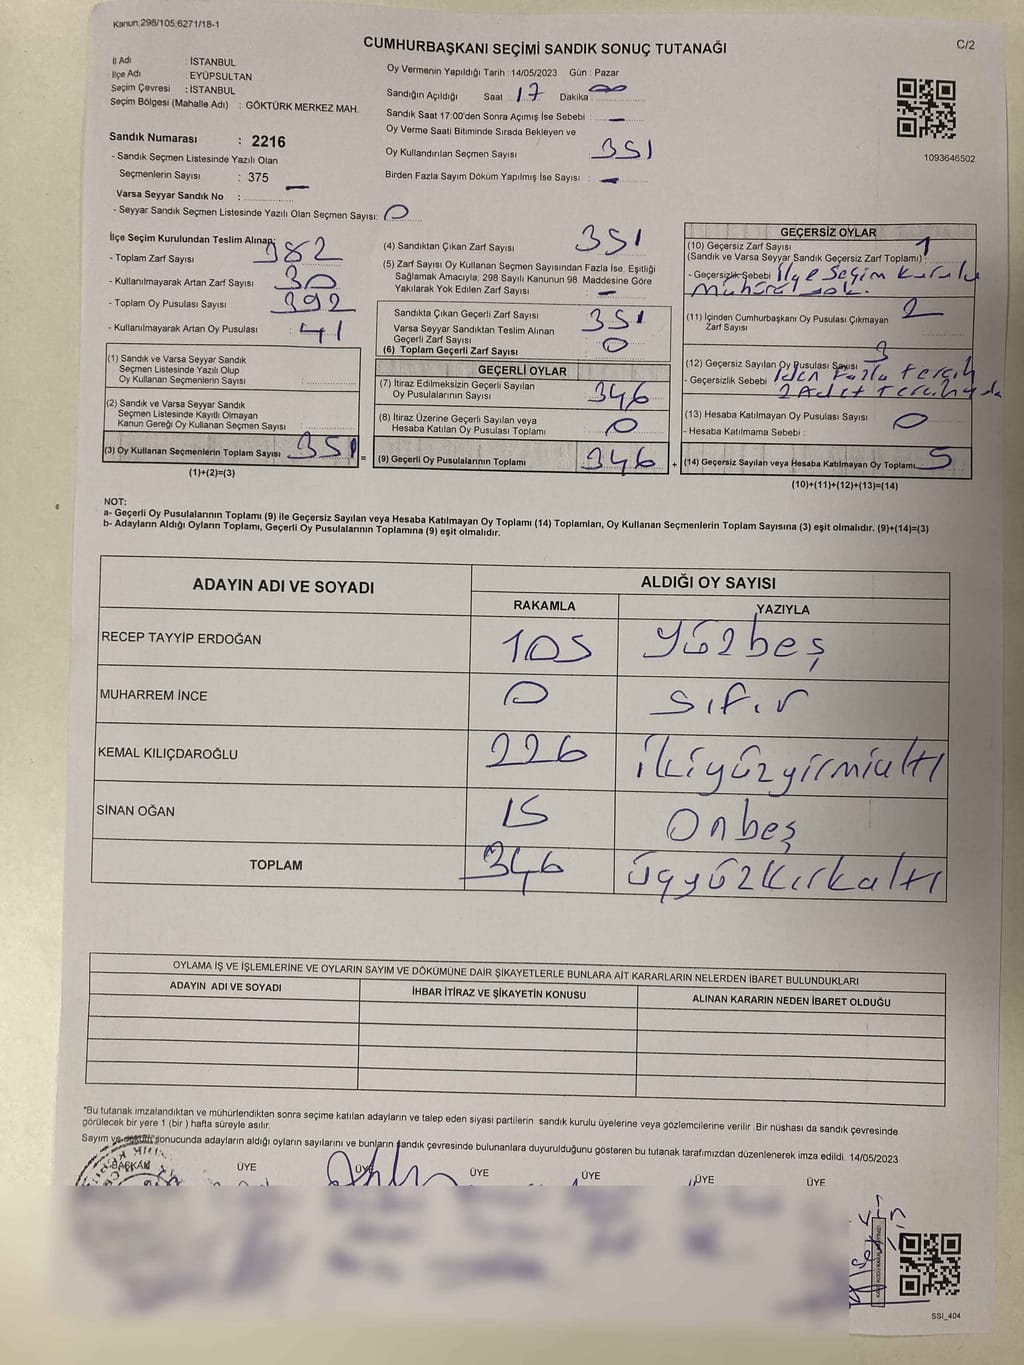 Kanun;298/105,6271/18-1
CUMHURBAŞKANI SEÇİMİ SANDIK SONUÇ TUTANAĞI
C/2
İl Adı : İSTANBUL
İlçe Adı : EYÜPSULTAN
Seçim Çevresi : İSTANBUL
Seçim Bölgesi (Mahalle Adı) : GÖKTÜRK MERKEZ MAH.
Sandık Numarası : 2216
- Sandık Seçmen Listesinde Yazılı Olan
Seçmenlerin Sayısı : 375
Varsa Seyyar Sandık No : —
- Seyyar Sandık Seçmen Listesinde Yazılı Olan Seçmen Sayısı: 0
Oy Vermenin Yapıldığı Tarih : 14/05/2023 Gün : Pazar
Sandığın Açıldığı Saat : 17 Dakika : 00
Sandık Saat 17:00'den Sonra Açımış İse Sebebi : —
Oy Verme Saati Bitiminde Sırada Bekleyen ve
Oy Kullandırılan Seçmen Sayısı 351
Birden Fazla Sayım Döküm Yapılmış İse Sayısı : —
1093646502
İlçe Seçim Kurulundan Teslim Alınan;
- Toplam Zarf Sayısı 382
- Kullanılmayarak Artan Zarf Sayısı : 30
- Toplam Oy Pusulası Sayısı : 392
- Kullanılmayarak Artan Oy Pusulası : 41
(1) Sandık ve Varsa Seyyar Sandık
Seçmen Listesinde Yazılı Olup
Oy Kullanan Seçmenlerin Sayısı :
(2) Sandık ve Varsa Seyyar Sandık
Seçmen Listesinde Kayıtlı Olmayan
Kanun Gereği Oy Kullanan Seçmen Sayısı :
(3) Oy Kullanan Seçmenlerin Toplam Sayısı : 351 =
(1)+(2)=(3)
(4) Sandıktan Çıkan Zarf Sayısı 351
(5) Zarf Sayısı Oy Kullanan Seçmen Sayısından Fazla İse, Eşitliği
Sağlamak Amacıyla, 298 Sayılı Kanunun 98. Maddesine Göre
Yakılarak Yok Edilen Zarf Sayısı : —
Sandıkta Çıkan Geçerli Zarf Sayısı : 351
Varsa Seyyar Sandıktan Teslim Alınan
Geçerli Zarf Sayısı : 0
(6) Toplam Geçerli Zarf Sayısı
GEÇERLİ OYLAR
(7) İtiraz Edilmeksizin Geçerli Sayılan
Oy Pusulalarının Sayısı : 346
(8) İtiraz Üzerine Geçerli Sayılan veya
Hesaba Katılan Oy Pusulası Toplamı : 0
(9) Geçerli Oy Pusulalarının Toplamı : 346 +
GEÇERSİZ OYLAR
(10) Geçersiz Zarf Sayısı 1
(Sandık ve Varsa Seyyar Sandık Geçersiz Zarf Toplamı) :
- Geçersizlik Sebebi : İlçe Seçim Kurulu
Mührü yok.
(11) İçinden Cumhurbaşkanı Oy Pusulası Çıkmayan
Zarf Sayısı 2
(12) Geçersiz Sayılan Oy Pusulası Sayısı 3
- Geçersizlik Sebebi : 1den Fazla tercih
2 Adet Tercih
(13) Hesaba Katılmayan Oy Pusulası Sayısı : 0
- Hesaba Katılmama Sebebi :
(14) Geçersiz Sayılan veya Hesaba Katılmayan Oy Toplamı 5
(10)+(11)+(12)+(13)=(14)
NOT:
a- Geçerli Oy Pusulalarının Toplamı (9) ile Geçersiz Sayılan veya Hesaba Katılmayan Oy Toplamı (14) Toplamları, Oy Kullanan Seçmenlerin Toplam Sayısına (3) eşit olmalıdır. (9)+(14)=(3)
b- Adayların Aldığı Oyların Toplamı, Geçerli Oy Pusulalarının Toplamına (9) eşit olmalıdır.
ADAYIN ADI VE SOYADI ALDIĞI OY SAYISI
RAKAMLA YAZIYLA
RECEP TAYYİP ERDOĞAN 105 Yüzbeş
MUHARREM İNCE 0 Sıfır
KEMAL KILIÇDAROĞLU 226 İkiyüzyirmialtı
SİNAN OĞAN 15 Onbeş
TOPLAM 346 üçyüzkırkaltı
OYLAMA İŞ VE İŞLEMLERİNE VE OYLARIN SAYIM VE DÖKÜMÜNE DAİR ŞİKAYETLERLE BUNLARA AİT KARARLARIN NELERDEN İBARET BULUNDUKLARI
ADAYIN ADI VE SOYADI İHBAR İTİRAZ VE ŞİKAYETİN KONUSU ALINAN KARARIN NEDEN İBARET OLDUĞU
*Bu tutanak imzalandıktan ve mühürlendikten sonra seçime katılan adayların ve talep eden siyasi partilerin sandık kurulu üyelerine veya gözlemcilerine verilir .Bir nüshası da sandık çevresinde
görülecek bir yere 1 (bir ) hafta süreyle asılır.
Sayım ve döküm sonucunda adayların aldığı oyların sayılarını ve bunların sandık çevresinde bulunanlara duyurulduğunu gösteren bu tutanak tarafımızdan düzenlenerek imza edildi. 14/05/2023
BAŞKAN ÜYE ÜYE ÜYE ÜYE ÜYE ÜYE
SSI_404